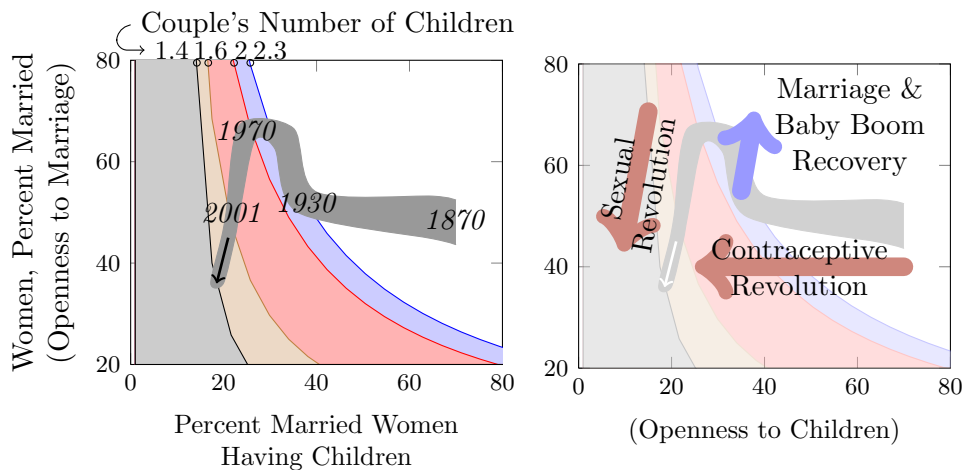 Couple's Number of Children
1.4 1.6 2 2.3
Women, Percent Married
(Openness to Marriage)
80
60
40
20
1970
1930
2001
1870
0 20 40 60 80
Percent Married Women
Having Children
80
60
40
20
Marriage &
Baby Boom
Recovery
Sexual
Revolution
Contraceptive
Revolution
0 20 40 60 80
(Openness to Children)